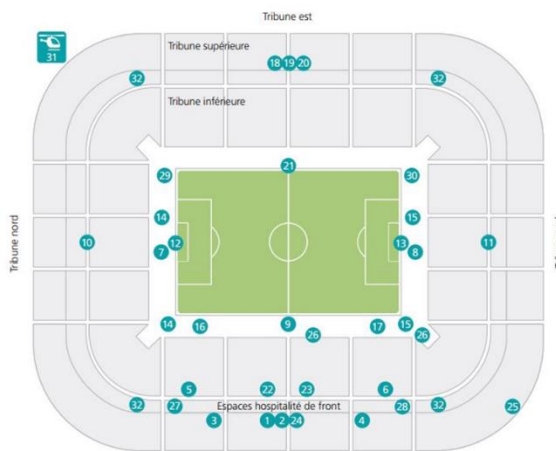 Tribune est
31
Tribune supérieure
18 19 20
32 32
Tribune inférieure
21
29 30
14 15
Tribune nord
10 12 13 11
7 8
14 16 9 17 15
26 26
5 22 23 6
32 27 Espaces hospitalité de front 28 32 25
3 1 2 24 4